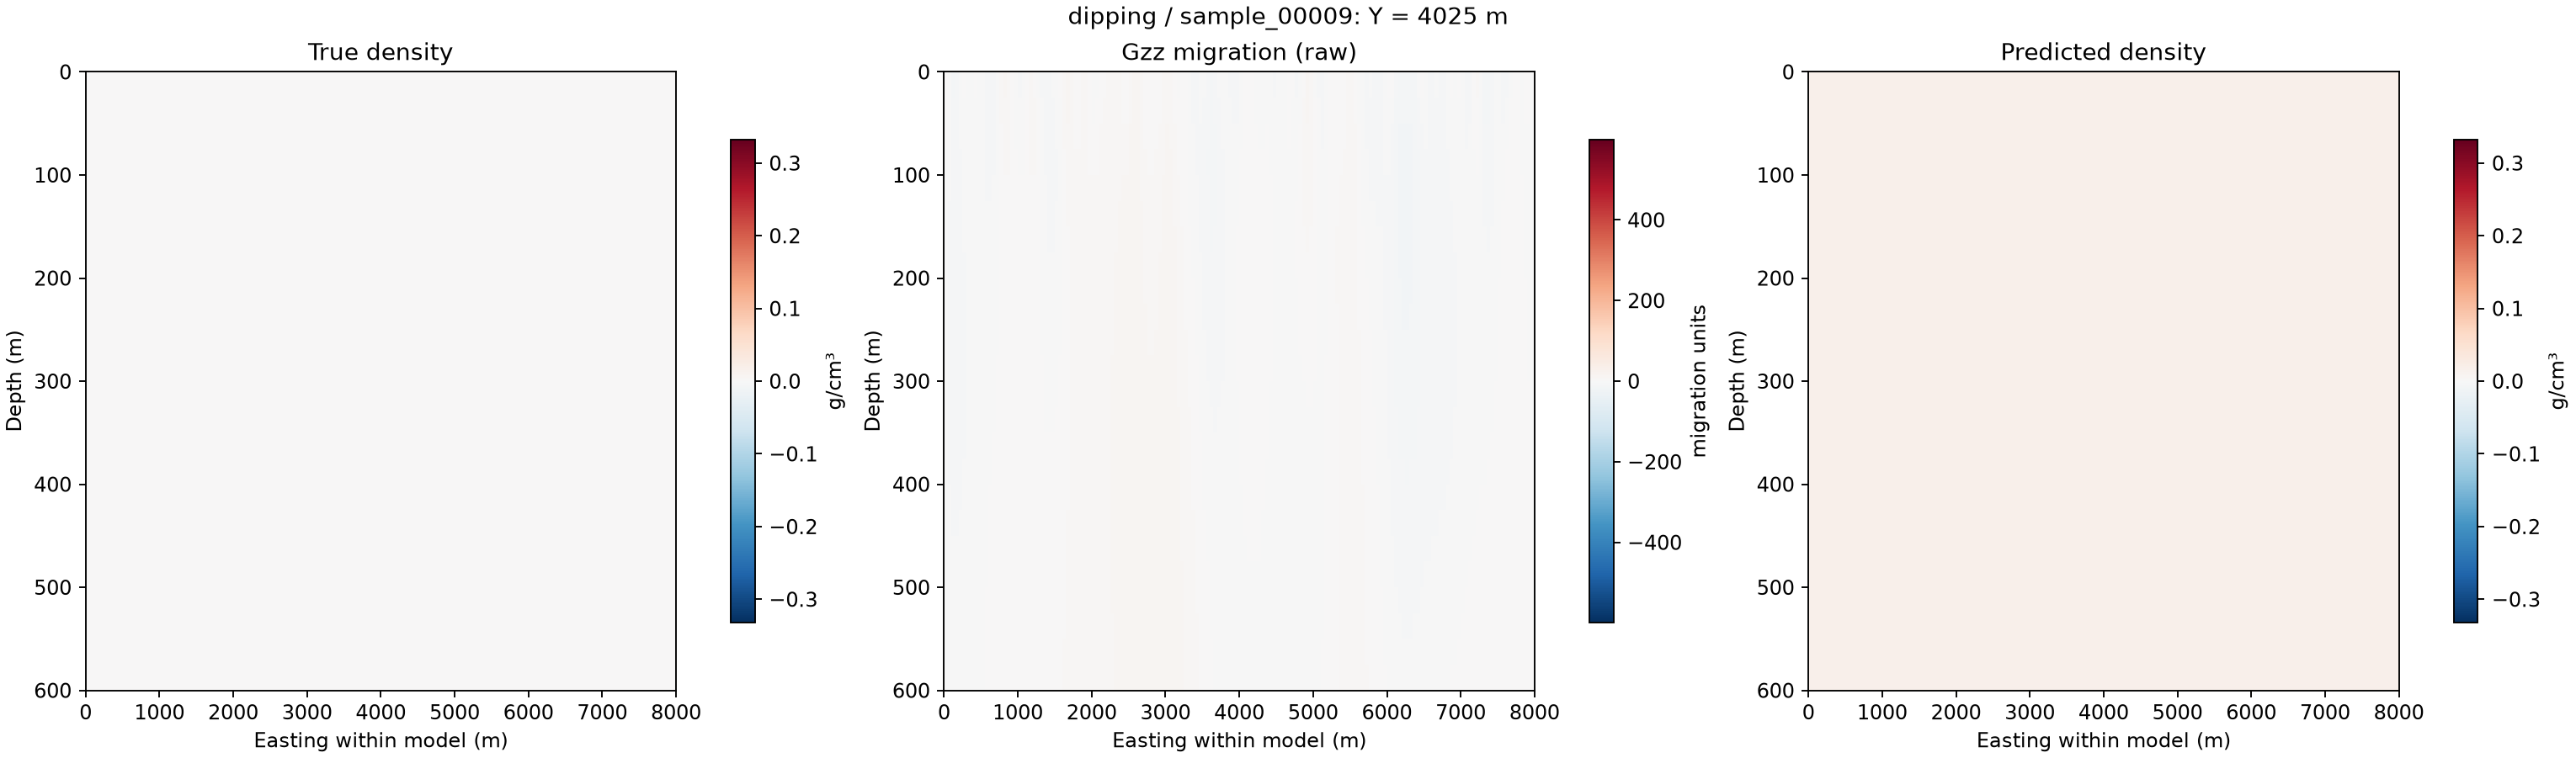 dipping / sample_00009: Y = 4025 m
True density
0
100
200
300
400
500
600
Depth (m)
0 1000 2000 3000 4000 5000 6000 7000 8000
Easting within model (m)
0.3
0.2
0.1
0.0
−0.1
−0.2
−0.3
g/cm³
Gzz migration (raw)
0
100
200
300
400
500
600
Depth (m)
0 1000 2000 3000 4000 5000 6000 7000 8000
Easting within model (m)
400
200
0
−200
−400
migration units
Predicted density
0
100
200
300
400
500
600
Depth (m)
0 1000 2000 3000 4000 5000 6000 7000 8000
Easting within model (m)
0.3
0.2
0.1
0.0
−0.1
−0.2
−0.3
g/cm³